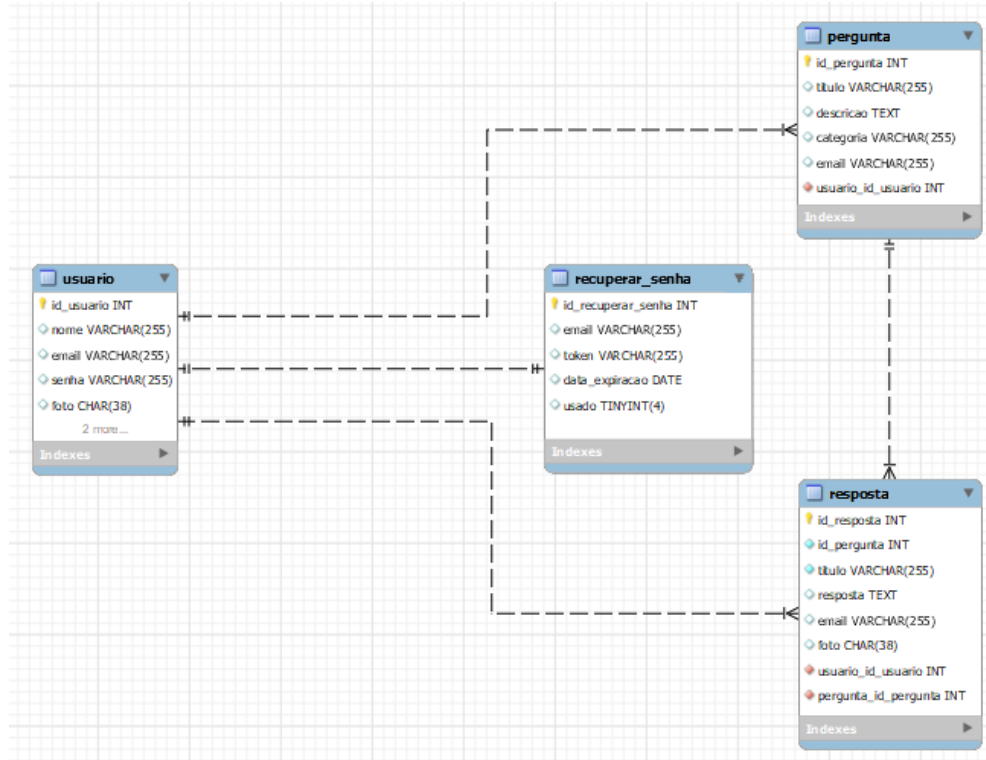 pergunta
id_pergunta INT
titulo VARCHAR(255)
descricao TEXT
categoria VARCHAR(255)
email VARCHAR(255)
usuario_id_usuario INT
Indexes
usuario
id_usuario INT
nome VARCHAR(255)
email VARCHAR(255)
senha VARCHAR(255)
foto CHAR(38)
2 more...
Indexes
recuperar_senha
id_recuperar_senha INT
email VARCHAR(255)
token VARCHAR(255)
data_expiracao DATE
usado TINYINT(4)
Indexes
resposta
id_resposta INT
id_pergunta INT
titulo VARCHAR(255)
resposta TEXT
email VARCHAR(255)
foto CHAR(38)
usuario_id_usuario INT
pergunta_id_pergunta INT
Indexes